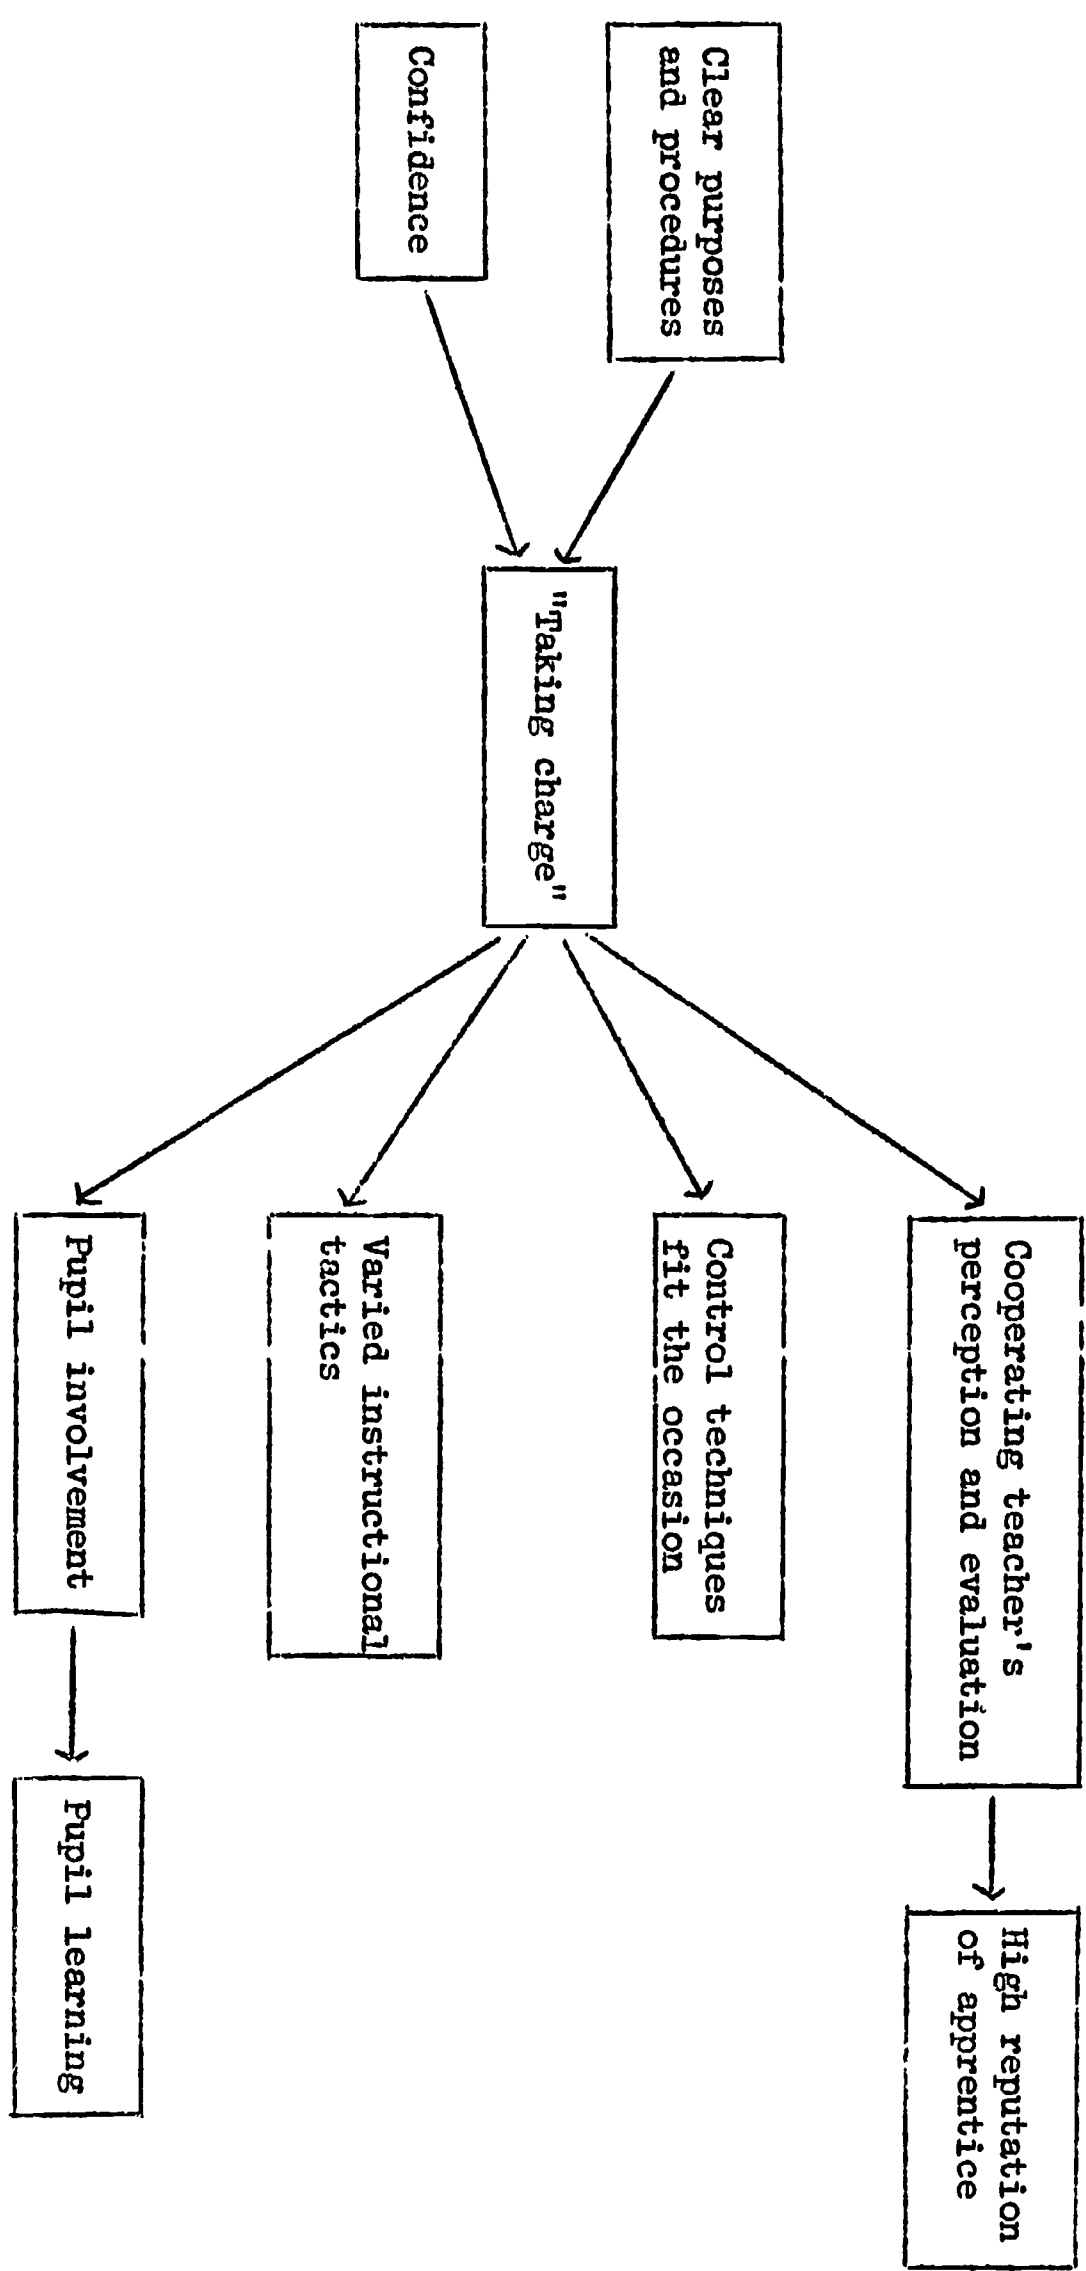 Clear purposes
and procedures
Confidence
"Taking charge"
Cooperating teacher's
perception and evaluation
Control techniques
fit the occasion
Varied instructional
tactics
Pupil involvement
High reputation
of apprentice
Pupil learning